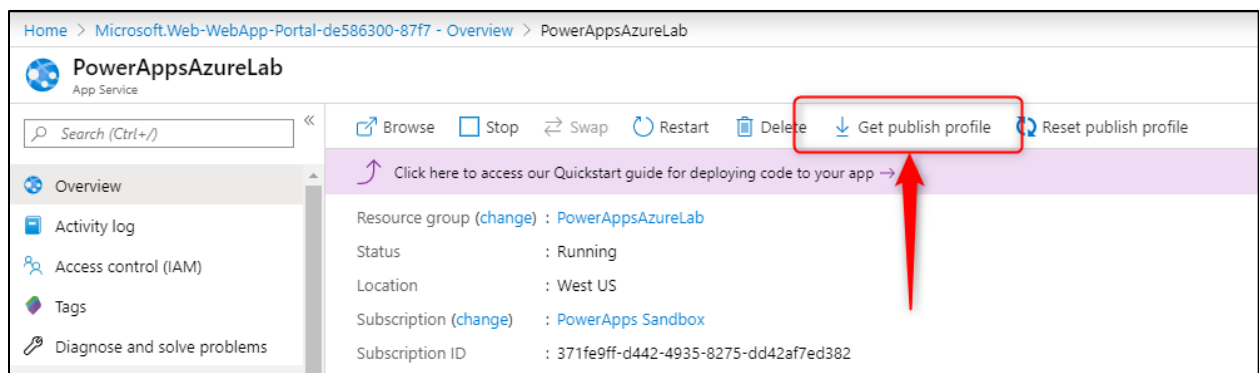 Home > Microsoft.Web-WebApp-Portal-de586300-87f7 - Overview > PowerAppsAzureLab
PowerAppsAzureLab
App Service
Search (Ctrl+/)
«
Browse Stop Swap Restart Delete Get publish profile Reset publish profile
Click here to access our Quickstart guide for deploying code to your app →
Overview
Activity log
Access control (IAM)
Tags
Diagnose and solve problems
Resource group (change) : PowerAppsAzureLab
Status : Running
Location : West US
Subscription (change) : PowerApps Sandbox
Subscription ID : 371fe9ff-d442-4935-8275-dd42af7ed382